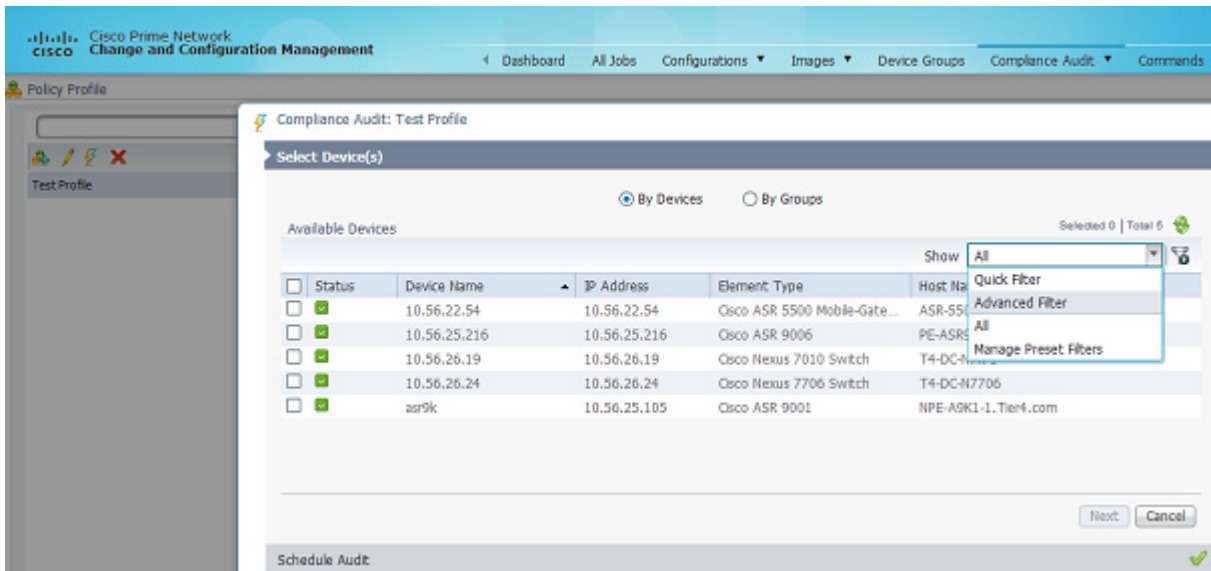 Cisco Prime Network
CISCO Change and Configuration Management
Dashboard All Jobs Configurations Images Device Groups Compliance Audit Commands
Policy Profile
Compliance Audit: Test Profile
Select Device(s)
Test Profile
By Devices By Groups
Available Devices
Selected 0 | Total 5
Show All
Quick Filter
Advanced Filter
All
Manage Preset Filters
Status Device Name IP Address Element Type Host Na
10.56.22.54 10.56.22.54 Cisco ASR 5500 Mobile-Gate... ASR-550
10.56.25.216 10.56.25.216 Cisco ASR 9006 PE-ASR9
10.56.26.19 10.56.26.19 Cisco Nexus 7010 Switch
10.56.26.24 10.56.26.24 Cisco Nexus 7706 Switch T4-DC-N7706
asr9k 10.56.25.105 Cisco ASR 9001 NPE-A9K1-1.Tier4.com
Next Cancel
Schedule Audit